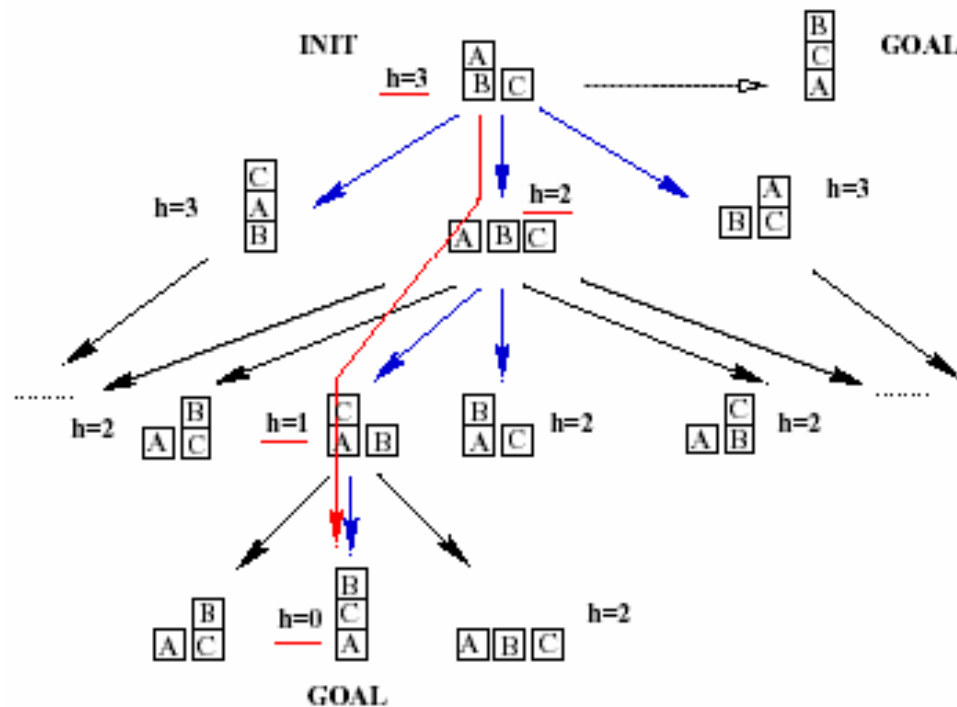 INIT
A
B C
h=3
B
C
A
GOAL
C
A
B
h=3
h=2
A B C
A
B C
h=3
........
h=2
B
A C
h=1
C
A B
B
A C
h=2
C
A B
h=2
........
B
A C
h=0
B
C
A
A B C
h=2
GOAL